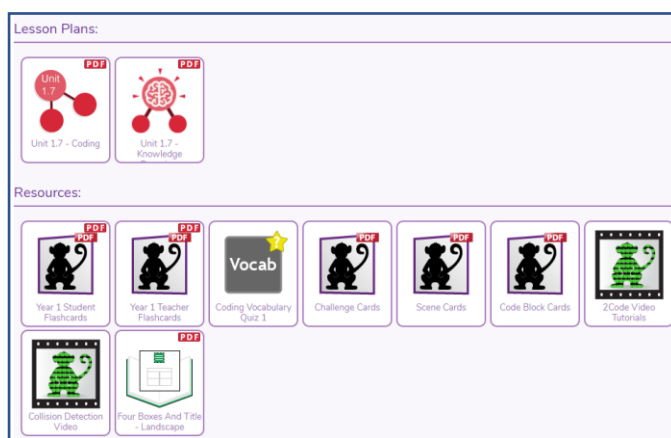 Lesson Plans:
PDF
PDF
Unit
1.7
Unit 1.7 - Coding
Unit 1.7 -
Knowledge
Resources:
PDF
PDF
PDF
PDF
Vocab
?
PDF
PDF
PDF
Year 1 Student
Flashcards
Year 1 Teacher
Flashcards
Coding Vocabulary
Quiz 1
Challenge Cards
Scene Cards
Code Block Cards
2Code Video
Tutorials
PDF
Collision Detection
Video
Four Boxes And Title
- Landscape